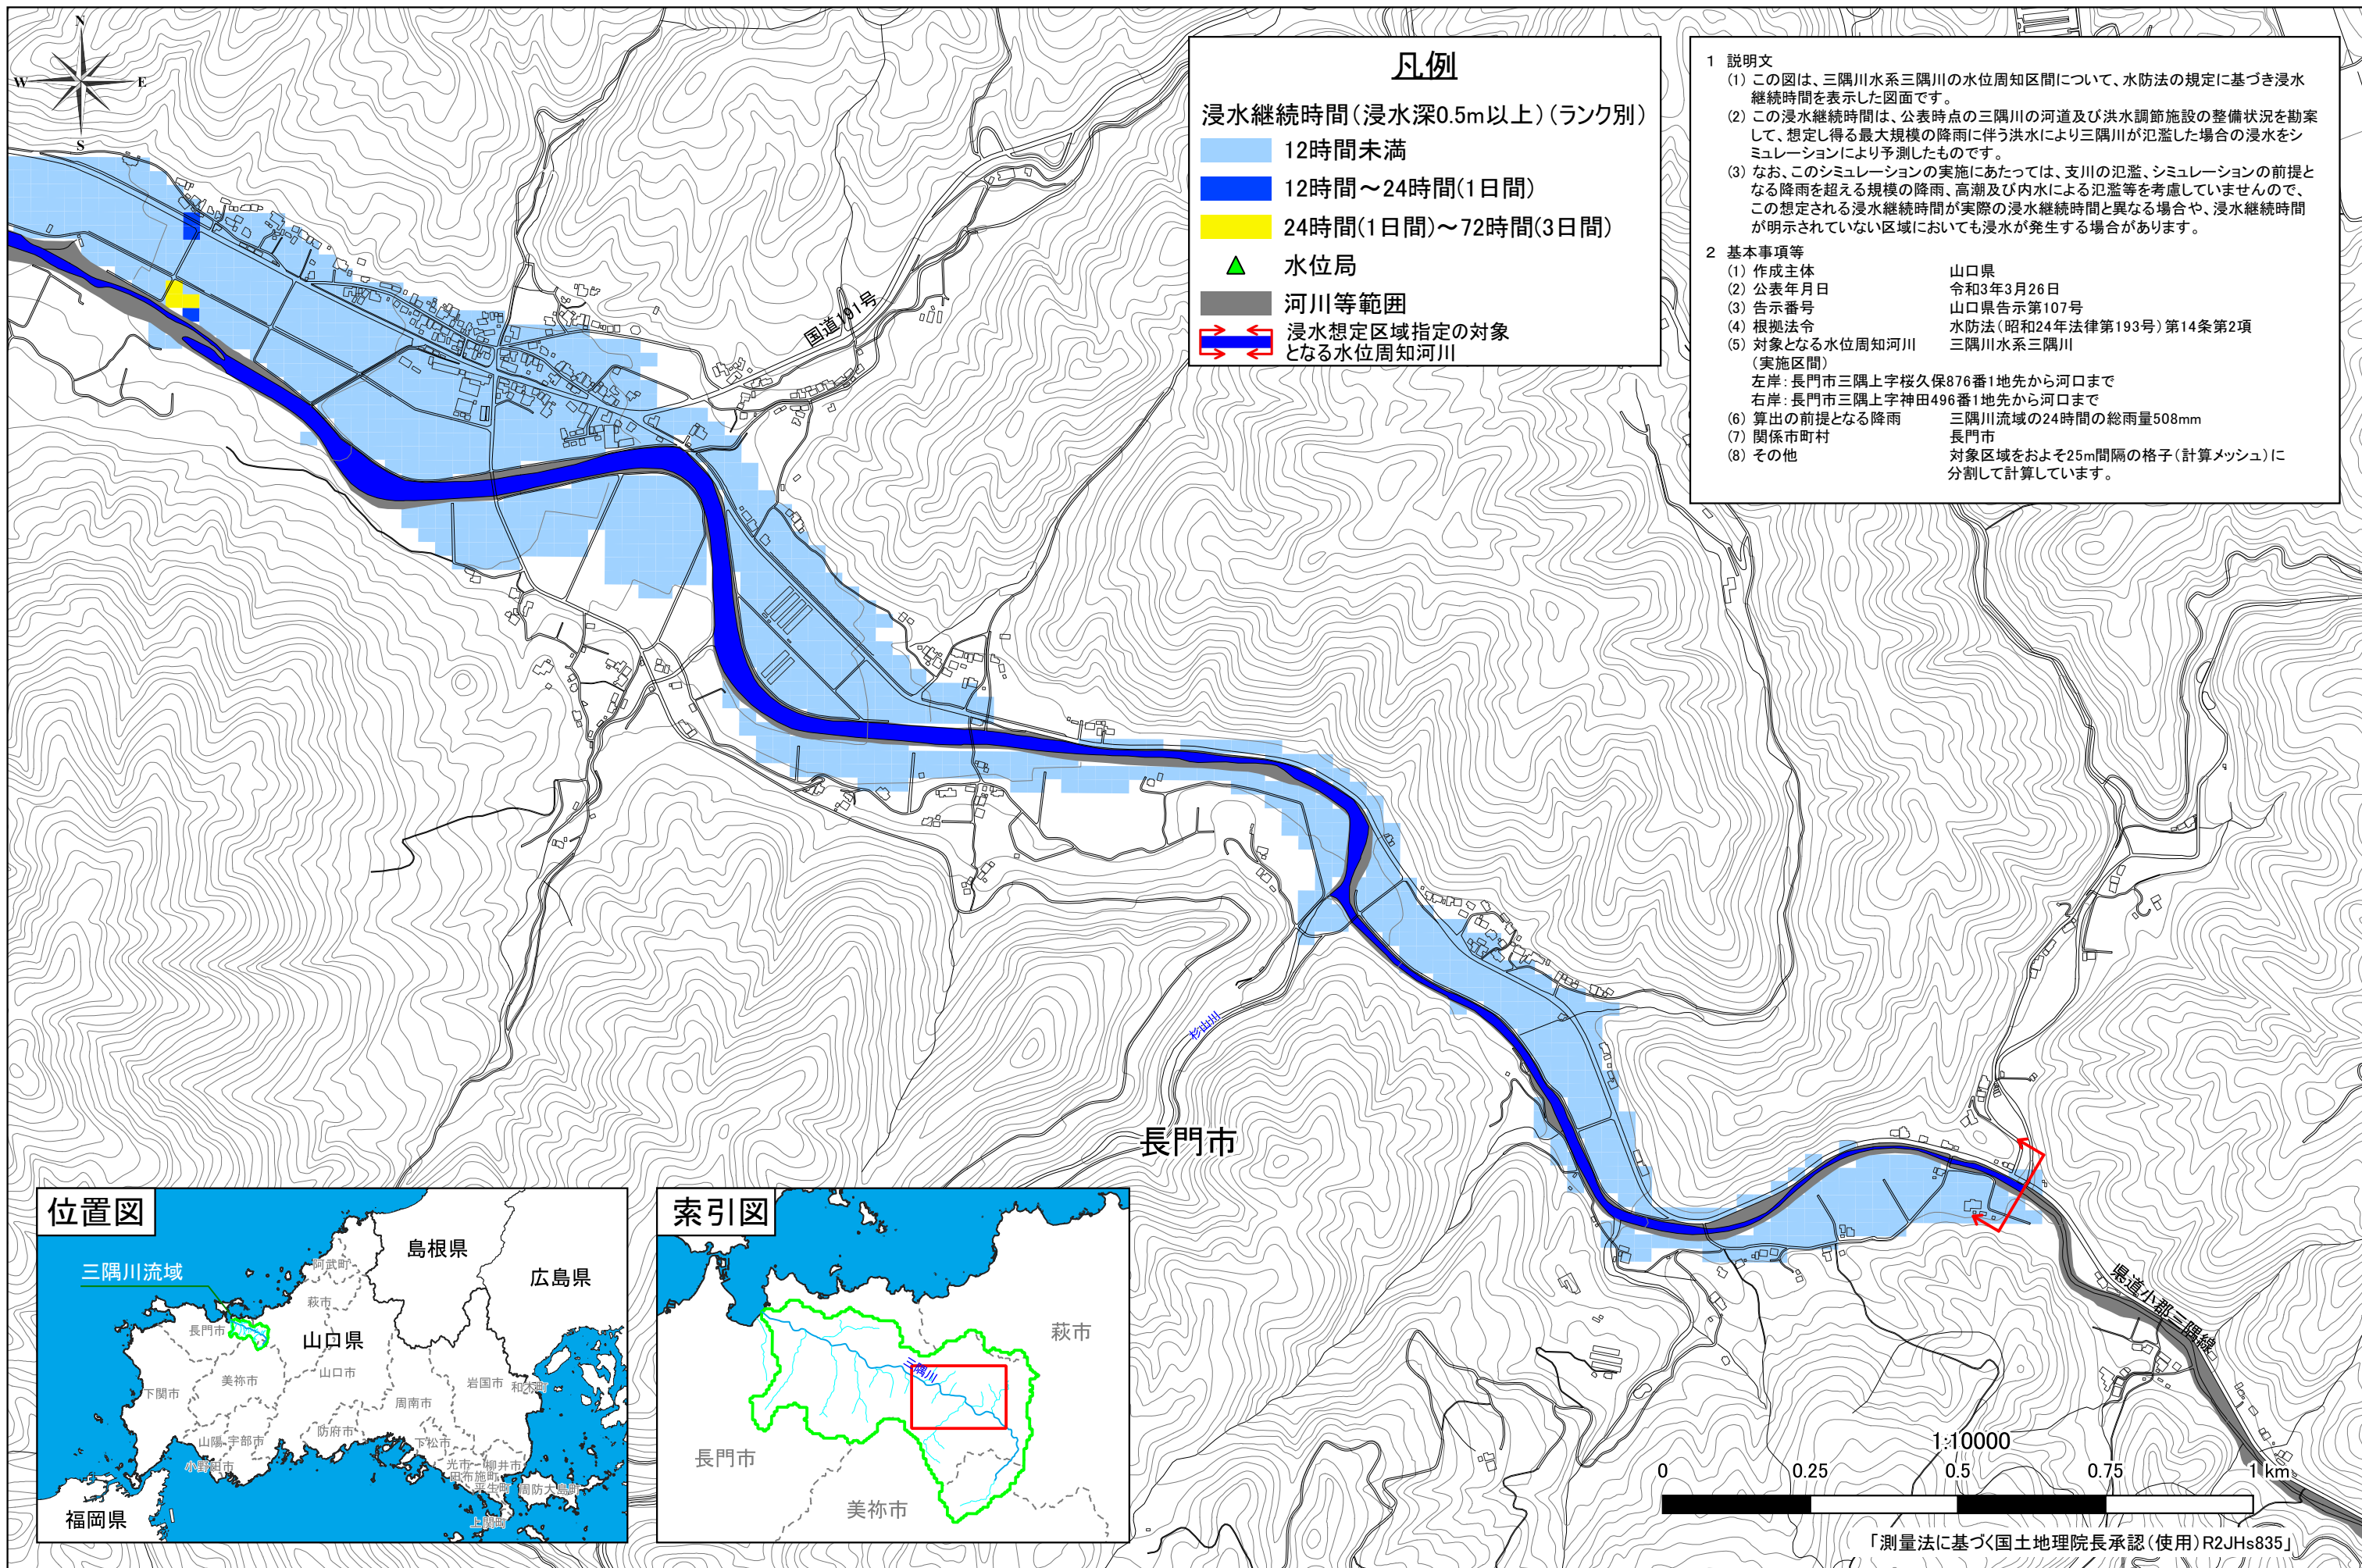 N
W
E
S
国道191号
凡例
浸水継続時間(浸水深0.5m以上)(ランク別)
12時間未満
12時間～24時間(1日間)
24時間(1日間)～72時間(3日間)
水位局
河川等範囲
浸水想定区域指定の対象
となる水位周知河川
1 説明文
(1) この図は、三隅川水系三隅川の水位周知区間について、水防法の規定に基づき浸水
継続時間を表示した図面です。
(2) この浸水継続時間は、公表時点の三隅川の河道及び洪水調節施設の整備状況を勘案
して、想定し得る最大規模の降雨に伴う洪水により三隅川が氾濫した場合の浸水をシ
ミュレーションにより予測したものです。
(3) なお、このシミュレーションの実施にあたっては、支川の氾濫、シミュレーションの前提と
なる降雨を超える規模の降雨、高潮及び内水による氾濫等を考慮していませんので、
この想定される浸水継続時間が実際の浸水継続時間と異なる場合や、浸水継続時間
が明示されていない区域においても浸水が発生する場合があります。
2 基本事項等
(1) 作成主体 山口県
(2) 公表年月日 令和3年3月26日
(3) 告示番号 山口県告示第107号
(4) 根拠法令 水防法(昭和24年法律第193号)第14条第2項
(5) 対象となる水位周知河川 三隅川水系三隅川
(実施区間)
左岸:長門市三隅上字桜久保876番1地先から河口まで
右岸:長門市三隅上字神田496番1地先から河口まで
(6) 算出の前提となる降雨 三隅川流域の24時間の総雨量508mm
(7) 関係市町村 長門市
(8) その他 対象区域をおよそ25m間隔の格子(計算メッシュ)に
分割して計算しています。
杉山川
長門市
県道小郡三隅線
位置図
三隅川流域
島根県
広島県
阿武町
萩市
長門市
山口県
山口市
美祢市
下関市
岩国市
和木町
周南市
防府市
下松市
山陽
宇部市
小野田市
光市
柳井市
田布施町
平生町
周防大島町
上関町
福岡県
索引図
萩市
三隅川
長門市
美祢市
1:10000
0 0.25 0.5 0.75 1 km
「測量法に基づく国土地理院長承認(使用)R2JHs835」